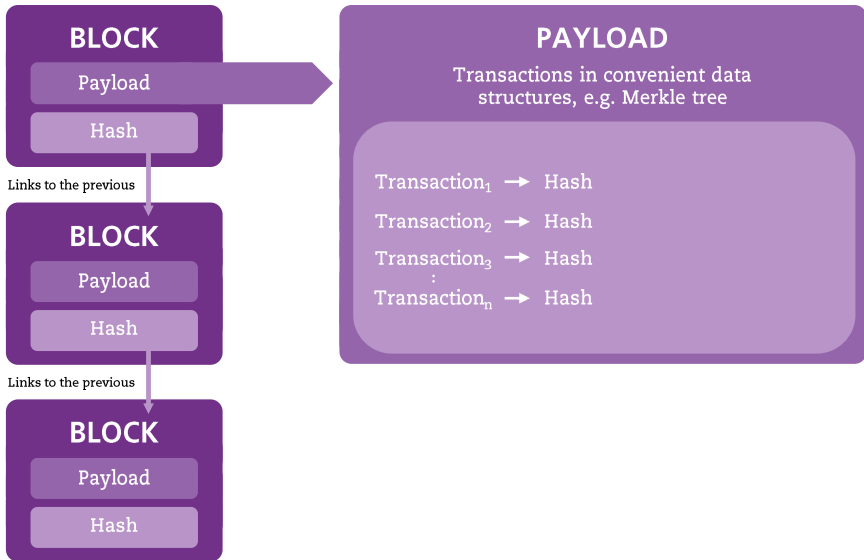 BLOCK
Payload
Hash
Links to the previous
BLOCK
Payload
Hash
Links to the previous
BLOCK
Payload
Hash
PAYLOAD
Transactions in convenient data
structures, e.g. Merkle tree
Transaction₁ → Hash
Transaction₂ → Hash
Transaction₃ → Hash
:
Transactionₙ → Hash